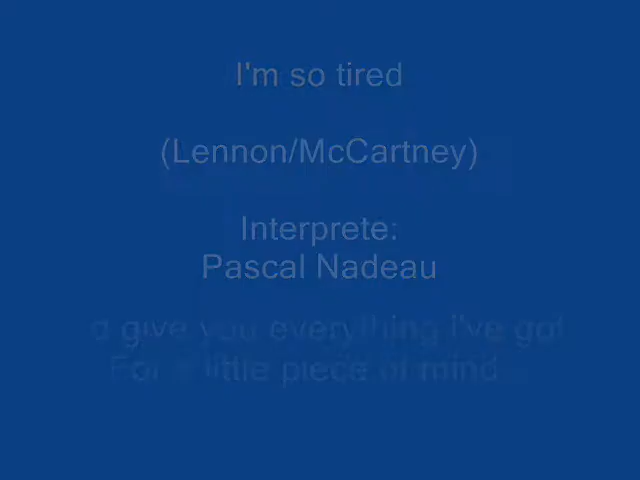 I'm so tired
(Lennon/McCartney)
Interprete:
Pascal Nadeau
d give you everything I've got
For a little piece of mind